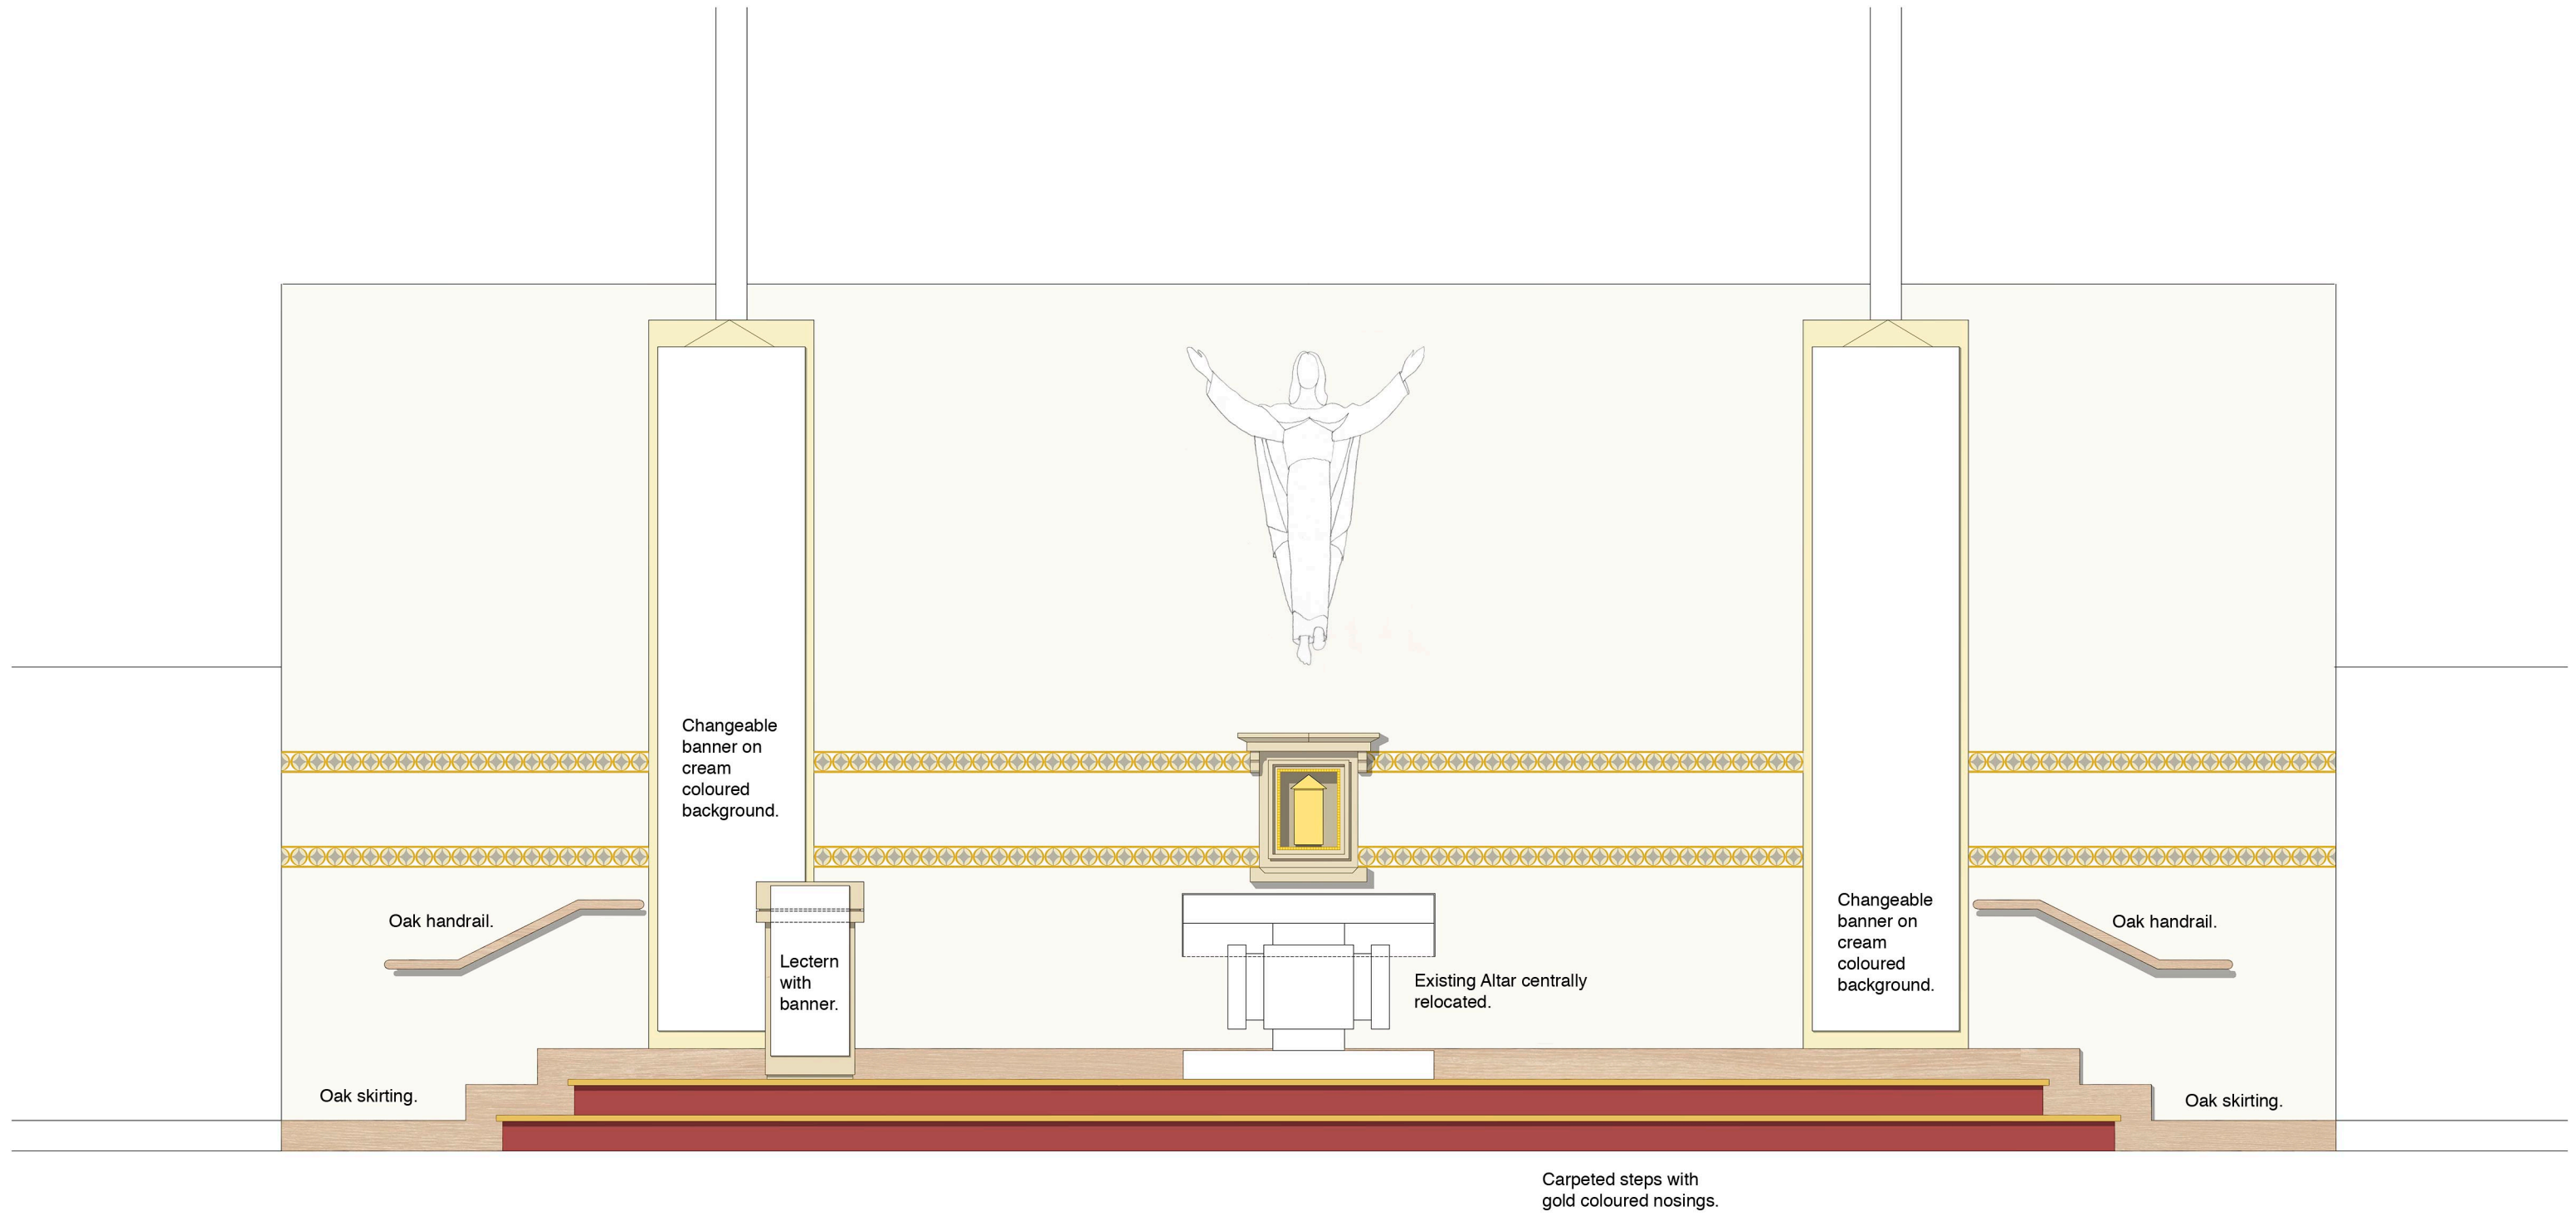 Changeable
banner on
cream
coloured
background.
Changeable
banner on
cream
coloured
background.
Oak handrail.
Oak handrail.
Lectern
with
banner.
Existing Altar centrally
relocated.
Oak skirting.
Oak skirting.
Carpeted steps with
gold coloured nosings.